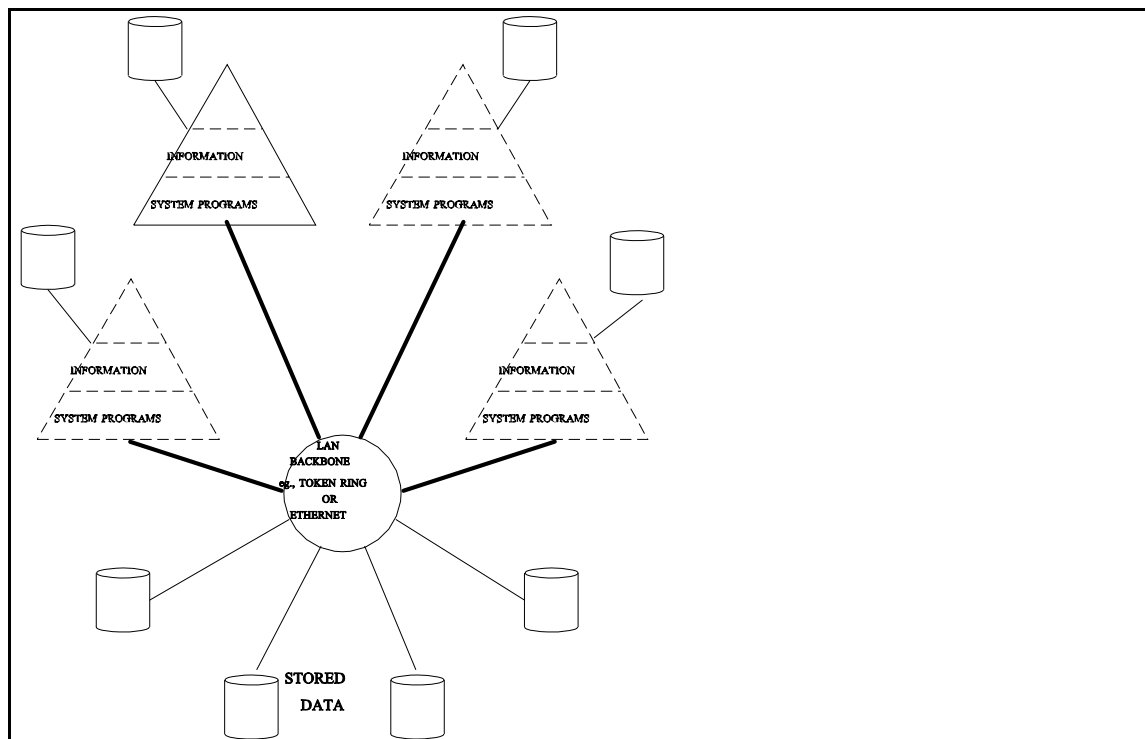 INFORMATION
SYSTEM PROGRAMS
INFORMATION
SYSTEM PROGRAMS
INFORMATION
SYSTEM PROGRAMS
INFORMATION
SYSTEM PROGRAMS
LAN
BACKBONE
eg., TOKEN RING
OR
ETHERNET
STORED
DATA